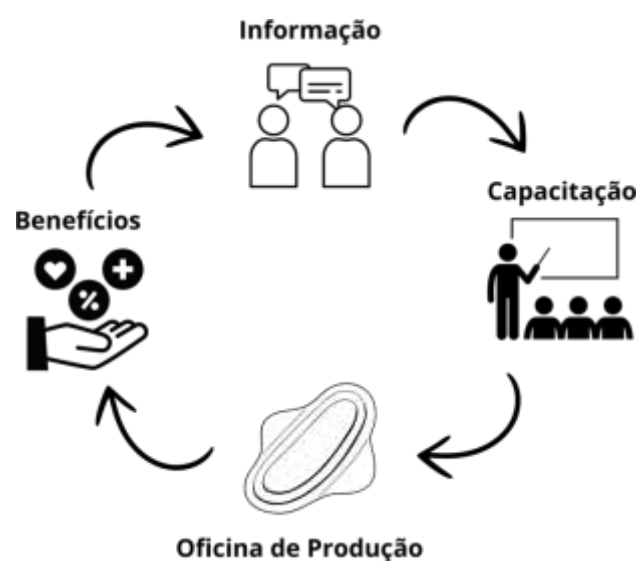 Informação
Capacitação
Benefícios
Oficina de Produção